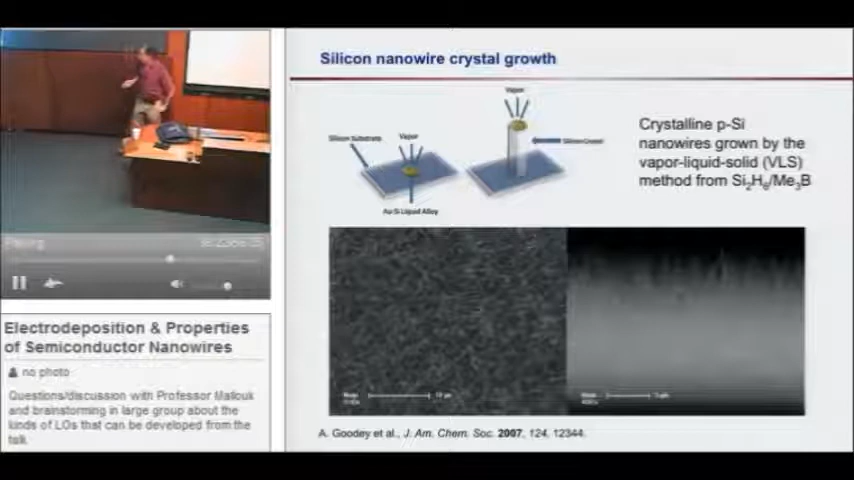 Silicon nanowire crystal growth
Vapor
Silicon Substrate
Vapor
Silicon Crystal
Au-Si Liquid Alloy
Crystalline p-Si
nanowires grown by the
vapor-liquid-solid (VLS)
method from Si2H6/Me3B
A. Goodey et al., J. Am. Chem. Soc. 2007, 124, 12344.
Playing
Electrodeposition & Properties
of Semiconductor Nanowires
no photo
Questions/discussion with Professor Mallouk
and brainstorming in large group about the
kinds of LOs that can be developed from the
talk